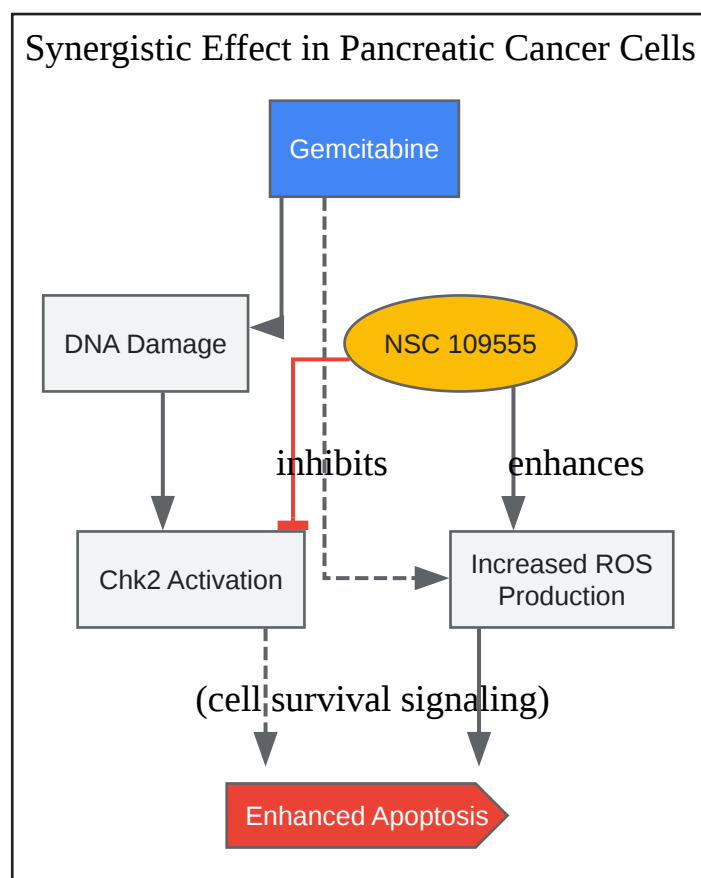 Synergistic Effect in Pancreatic Cancer Cells
Gemcitabine
DNA Damage
NSC 109555
inhibits
enhances
Chk2 Activation
Increased ROS
Production
(cell survival signaling)
Enhanced Apoptosis